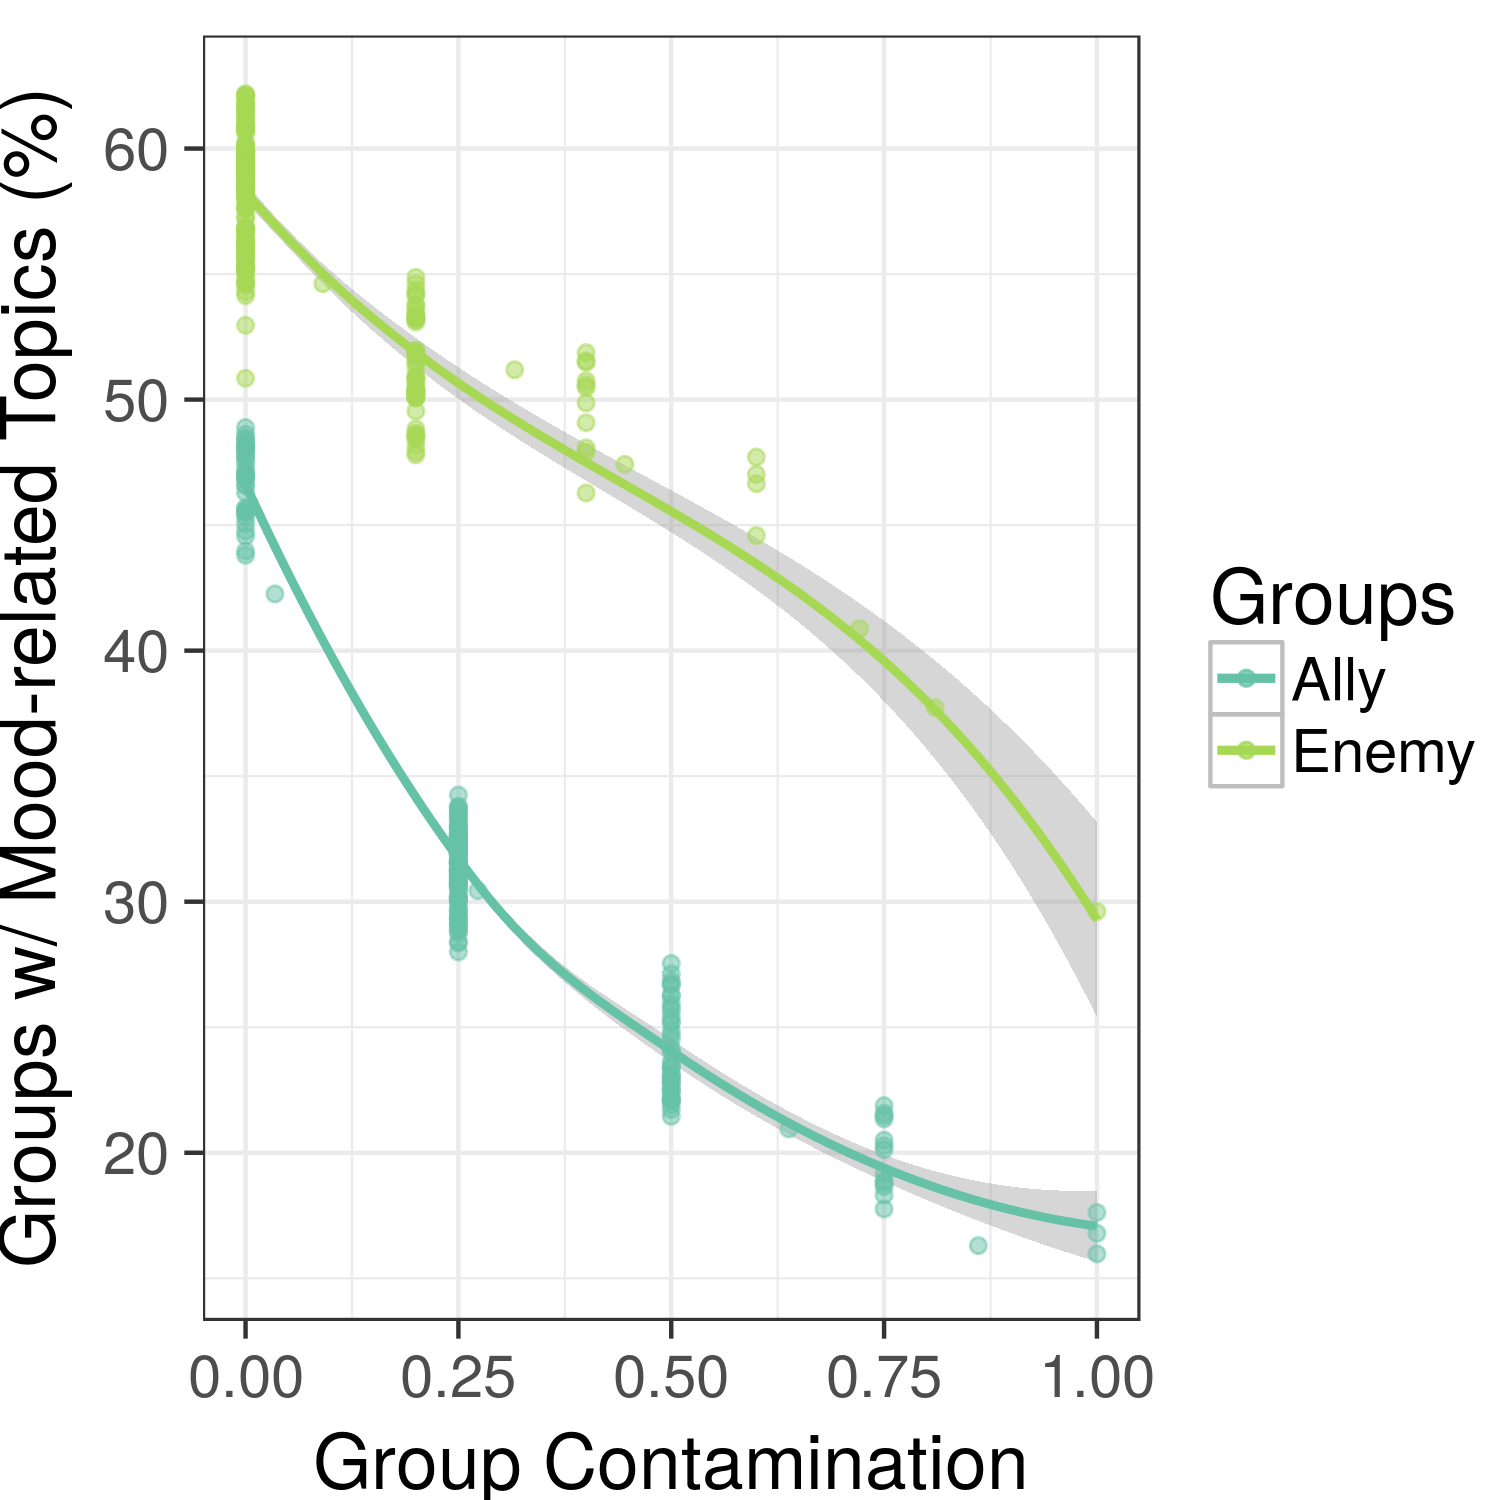 Groups w/ Mood-related Topics (%)
60
50
40
30
20
0.00 0.25 0.50 0.75 1.00
Group Contamination
Groups
Ally
Enemy